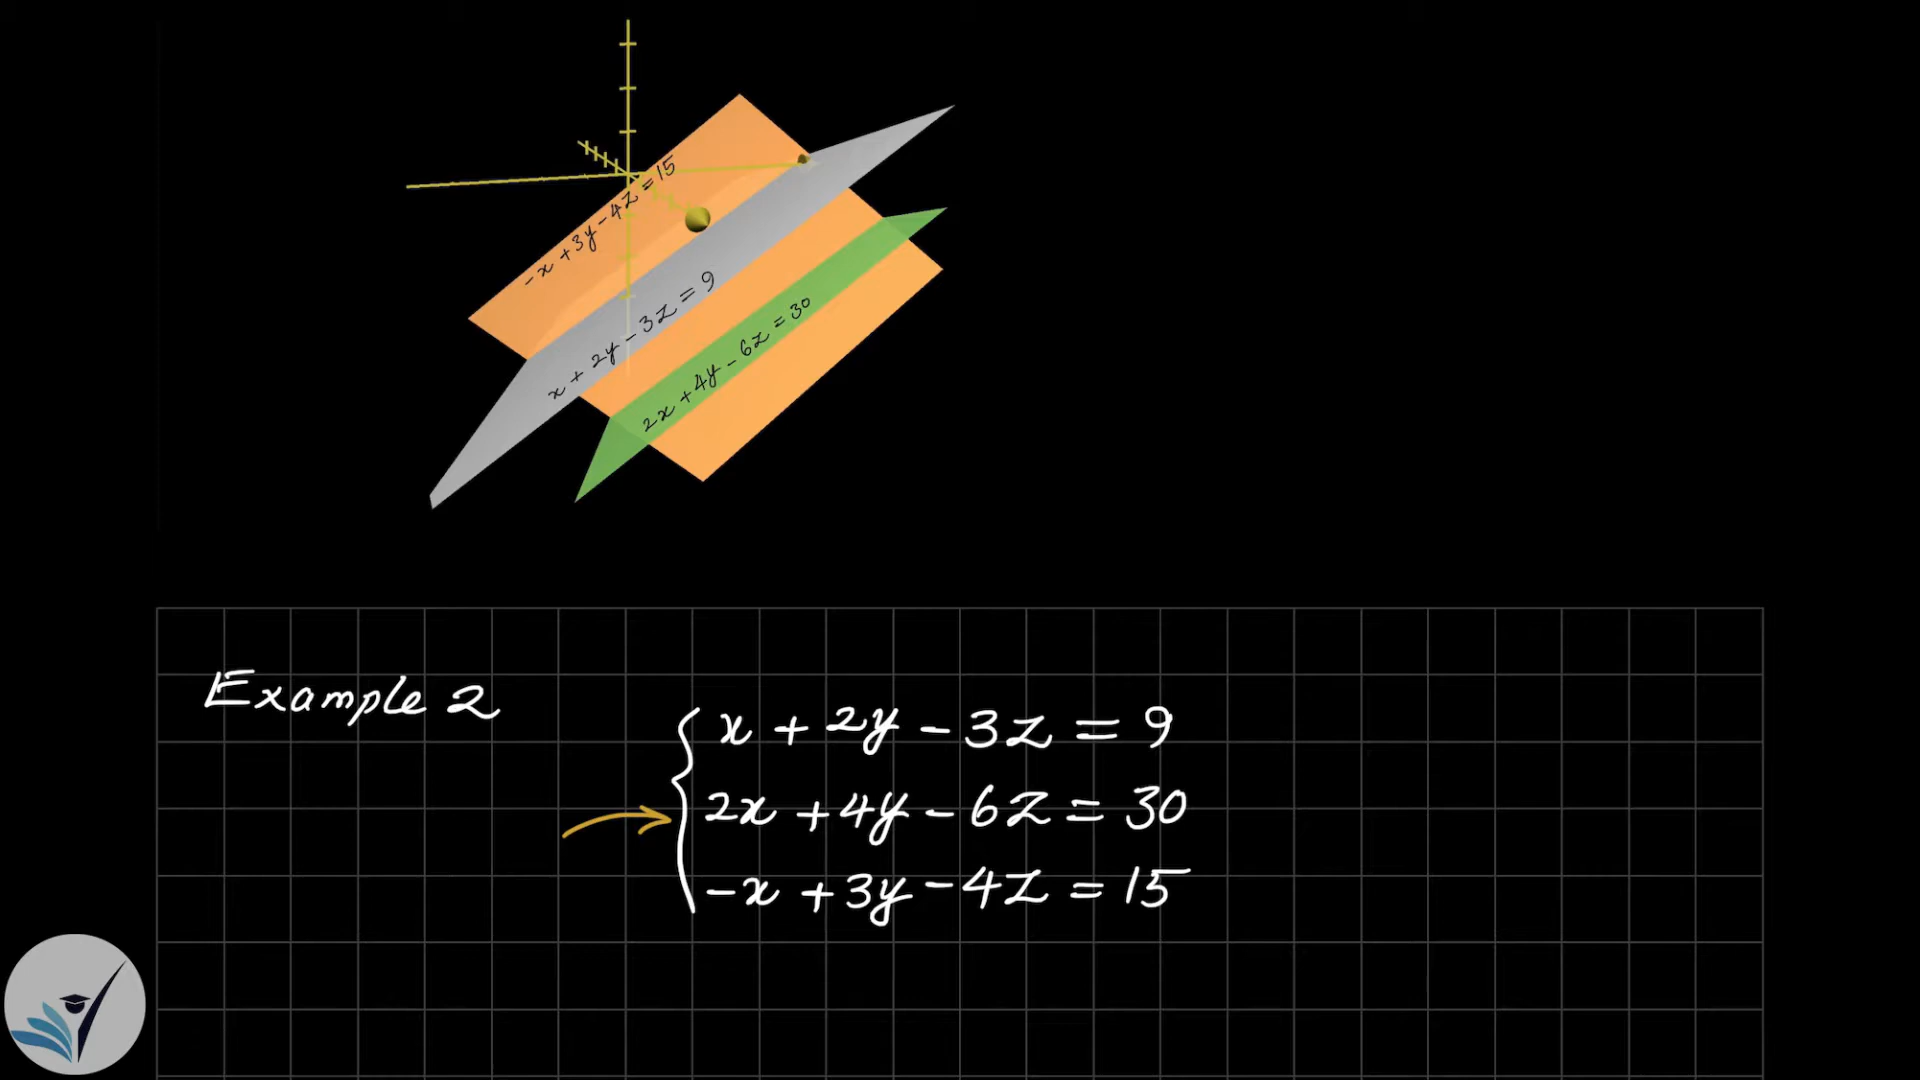 -x + 3y - 4z = 15
x + 2y - 3z = 9
2x + 4y - 6z = 30
Example 2
x + 2y - 3z = 9
2x + 4y - 6z = 30
-x + 3y - 4z = 15